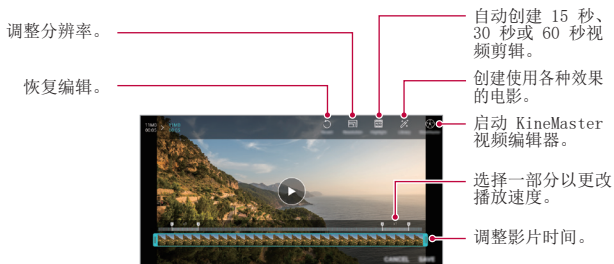 调整分辨率。
恢复编辑。
自动创建 15 秒、
30 秒或 60 秒视
频剪辑。
创建使用各种效果
的电影。
启动 KineMaster
视频编辑器。
选择一部分以更改
播放速度。
调整影片时间。
CANCEL SAVE